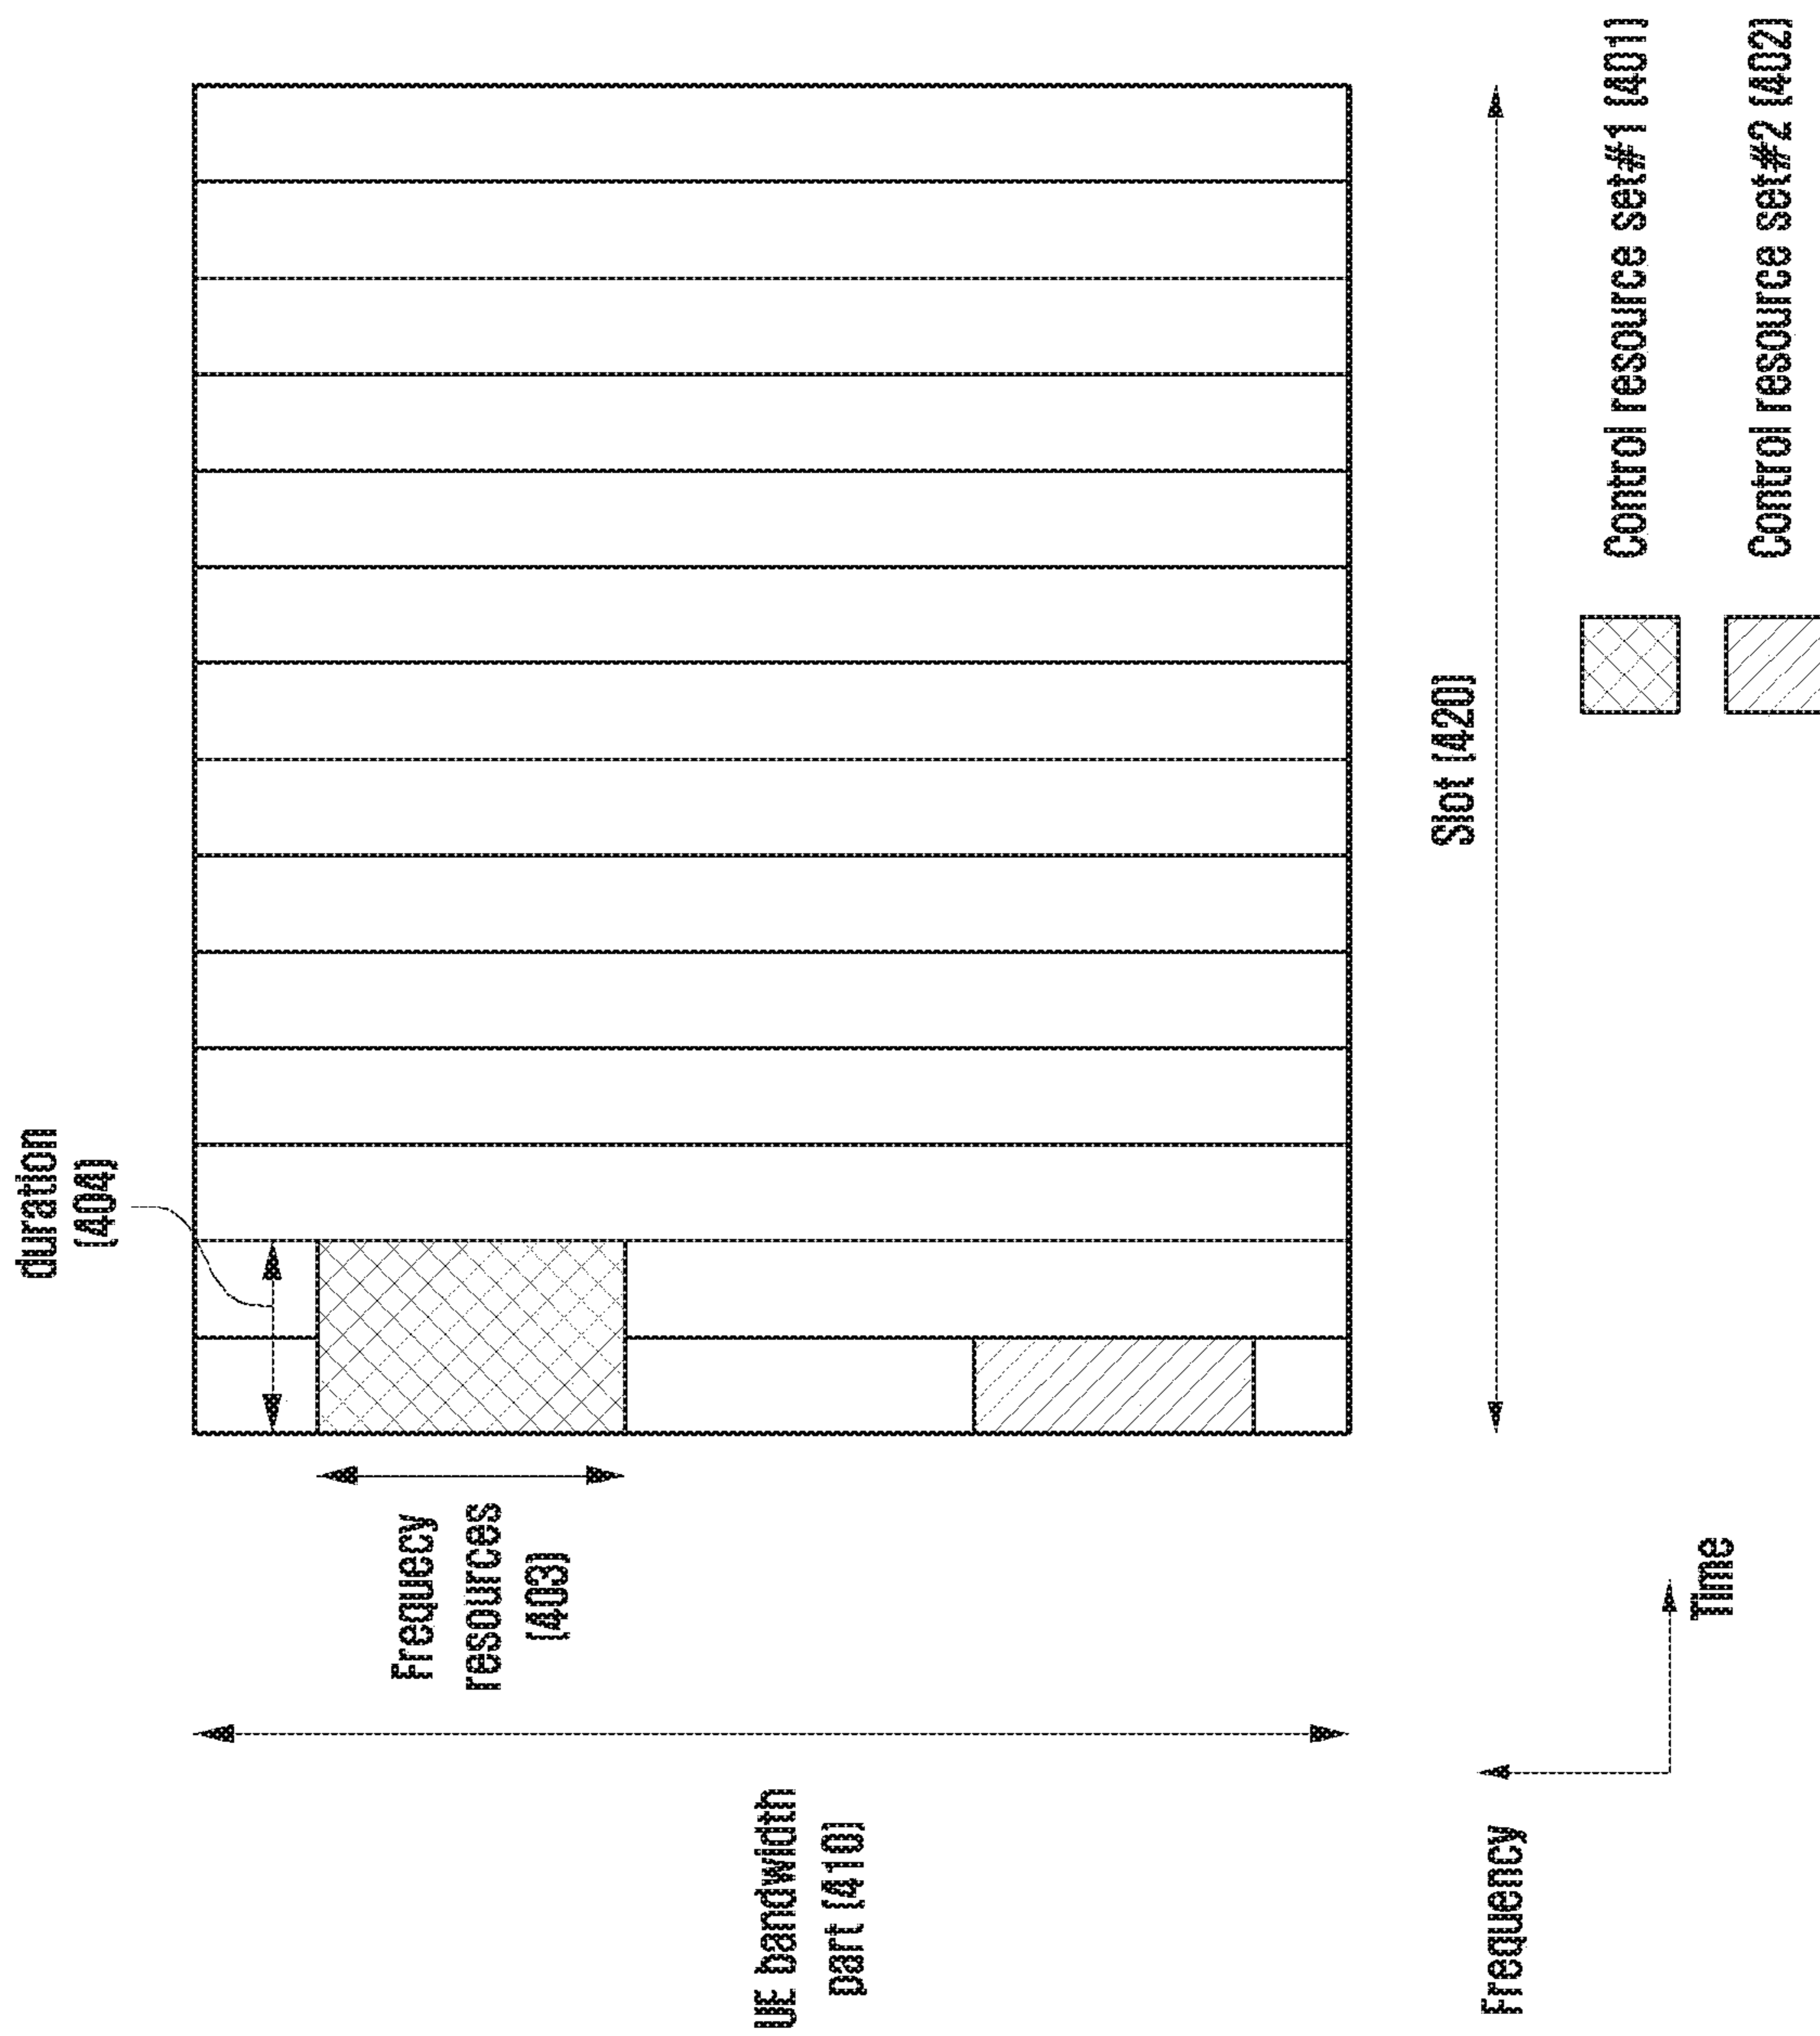 duration
(404)
Frequecy
resources
(403)
UE bandwidth
part (410)
Slot (420)
Frequency
Time
Control resource set#1 (401)
Control resource set#2 (402)